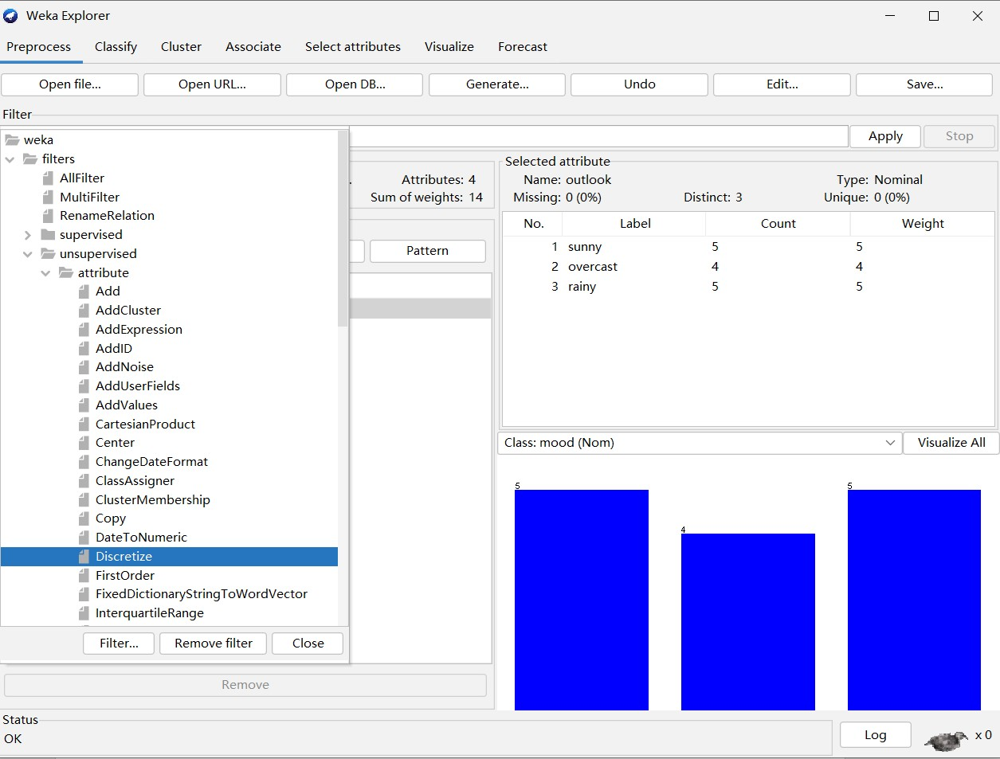 Weka Explorer
Preprocess Classify Cluster Associate Select attributes Visualize Forecast
Open file... Open URL... Open DB... Generate... Undo Edit... Save...
Filter
Apply Stop
weka
filters
AllFilter
MultiFilter
RenameRelation
supervised
unsupervised
attribute
Add
AddCluster
AddExpression
AddID
AddNoise
AddUserFields
AddValues
CartesianProduct
Center
ChangeDateFormat
ClassAssigner
ClusterMembership
Copy
DateToNumeric
Discretize
FirstOrder
FixedDictionaryStringToWordVector
InterquartileRange
Filter... Remove filter Close
Attributes: 4
Sum of weights: 14
Pattern
Remove
Selected attribute
Name: outlook Type: Nominal
Missing: 0 (0%) Distinct: 3 Unique: 0 (0%)
No. Label Count Weight
1 sunny 5 5
2 overcast 4 4
3 rainy 5 5
Class: mood (Nom) Visualize All
5 4 5
Status
OK
Log x 0